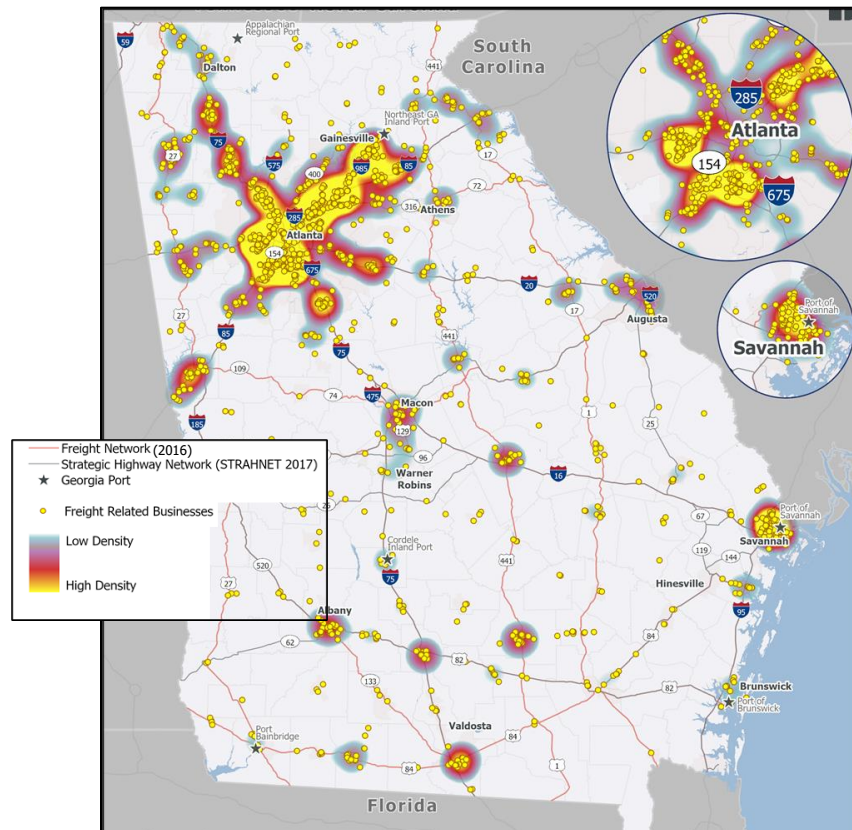 59
Appalachian
Regional Port
South
Carolina
441
Dalton
Northeast GA
Inland Port
Gainesville
75
27
575
985
85
17
400
72
316
Athens
285
Atlanta
154
675
20
520
Augusta
27
17
85
441
75
109
74
475
Macon
1
25
185
129
96
Warner
Robins
16
26
67
Port of
Savannah
Savannah
Cordele
Inland Port
119
144
520
441
Hinesville
27
75
95
Albany
84
62
82
82
Brunswick
133
Port of
Brunswick
Port
Bainbridge
Valdosta
84
84
1
Florida
285
Atlanta
154
675
Port of
Savannah
Savannah
Freight Network (2016)
Strategic Highway Network (STRAHNET 2017)
Georgia Port
Freight Related Businesses
Low Density
High Density